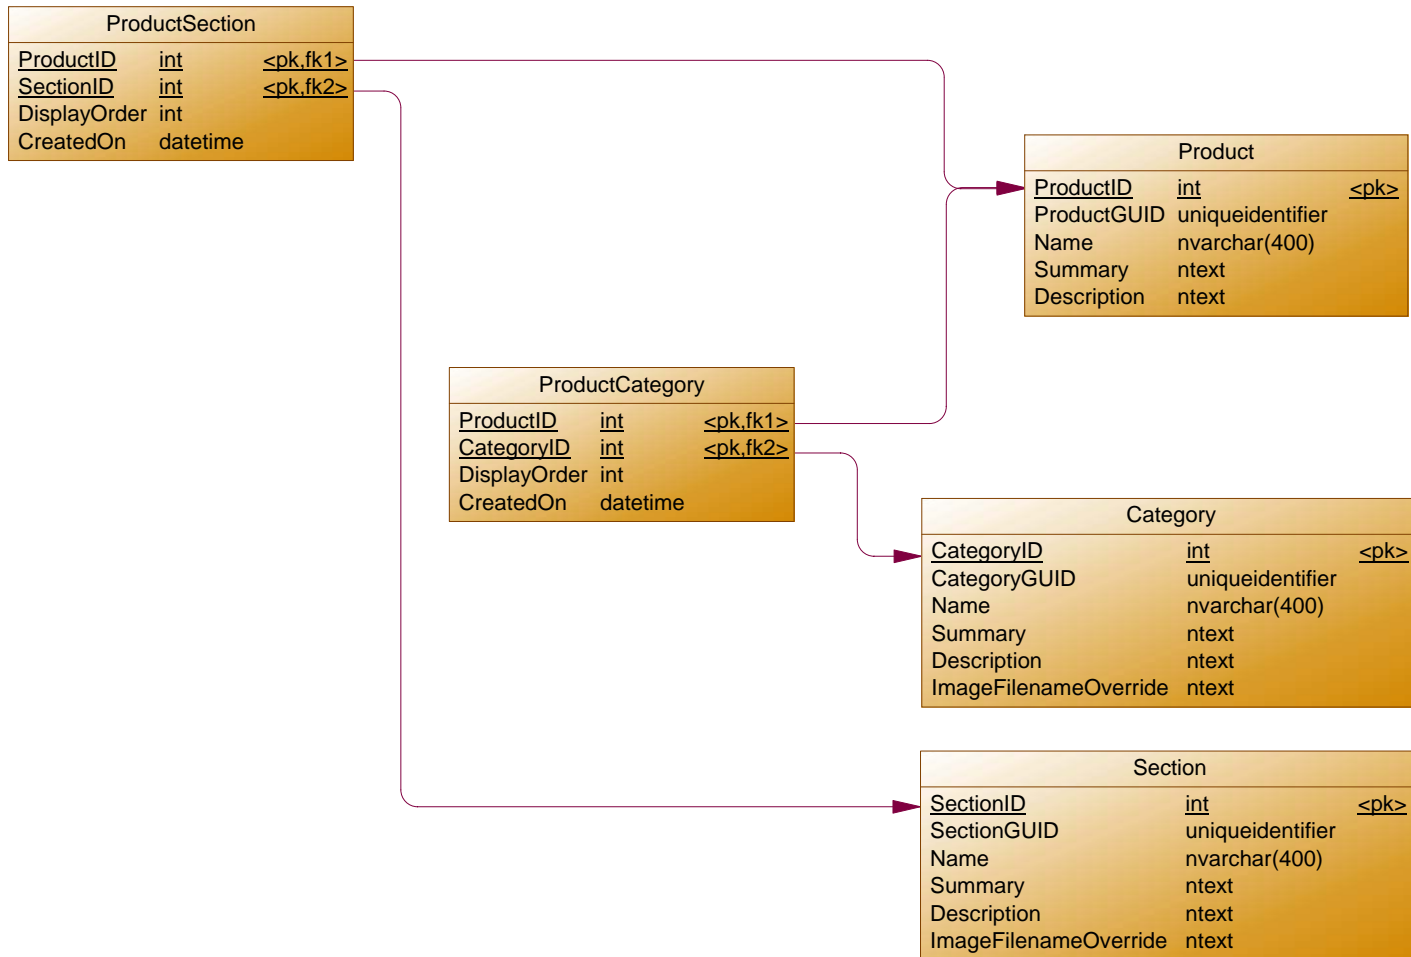 ProductSection
ProductID int <pk,fk1>
SectionID int <pk,fk2>
DisplayOrder int
CreatedOn datetime
Product
ProductID int <pk>
ProductGUID uniqueidentifier
Name nvarchar(400)
Summary ntext
Description ntext
ProductCategory
ProductID int <pk,fk1>
CategoryID int <pk,fk2>
DisplayOrder int
CreatedOn datetime
Category
CategoryID int <pk>
CategoryGUID uniqueidentifier
Name nvarchar(400)
Summary ntext
Description ntext
ImageFilenameOverride ntext
Section
SectionID int <pk>
SectionGUID uniqueidentifier
Name nvarchar(400)
Summary ntext
Description ntext
ImageFilenameOverride ntext